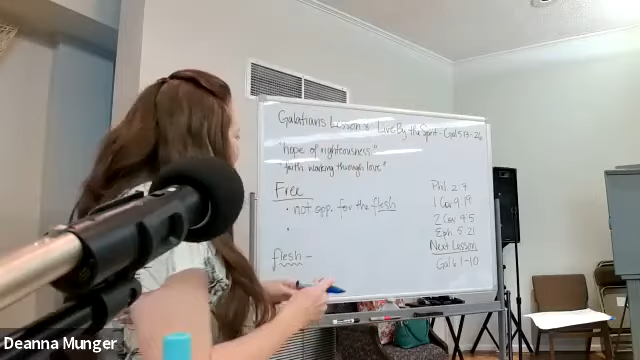 Galatians Lesson 8 Live By the Spirit - Gal 5:13-26
"hope of righteousness"
"faith working through love"
Free
• not opp. for the flesh
•
flesh -
Phil 2:7
1 Cor 9:19
2 Cor 4:5
Eph. 5:21
Next Lesson
Gal 6:1-10
Deanna Munger